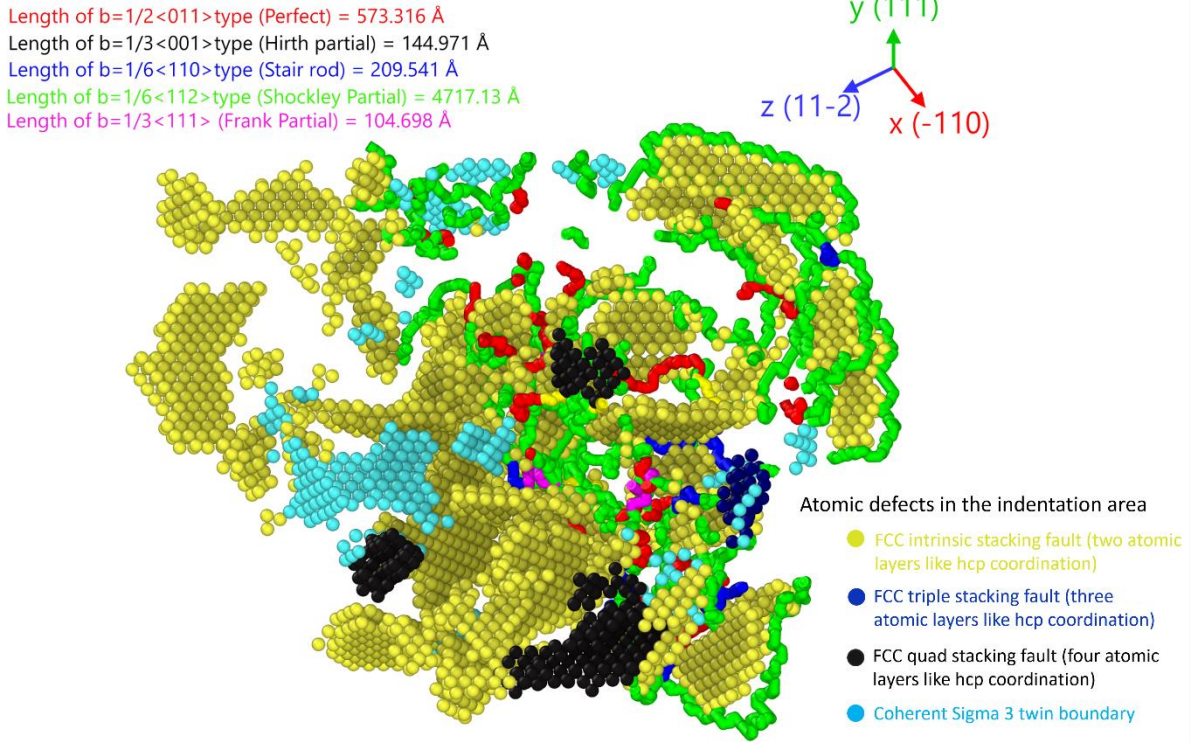 Length of b=1/2<011>type (Perfect) = 573.316 Å
Length of b=1/3<001>type (Hirth partial) = 144.971 Å
Length of b=1/6<110>type (Stair rod) = 209.541 Å
Length of b=1/6<112>type (Shockley Partial) = 4717.13 Å
Length of b=1/3<111> (Frank Partial) = 104.698 Å
y (111)
z (11-2)
x (-110)
Atomic defects in the indentation area
FCC intrinsic stacking fault (two atomic
layers like hcp coordination)
FCC triple stacking fault (three
atomic layers like hcp coordination)
FCC quad stacking fault (four atomic
layers like hcp coordination)
Coherent Sigma 3 twin boundary